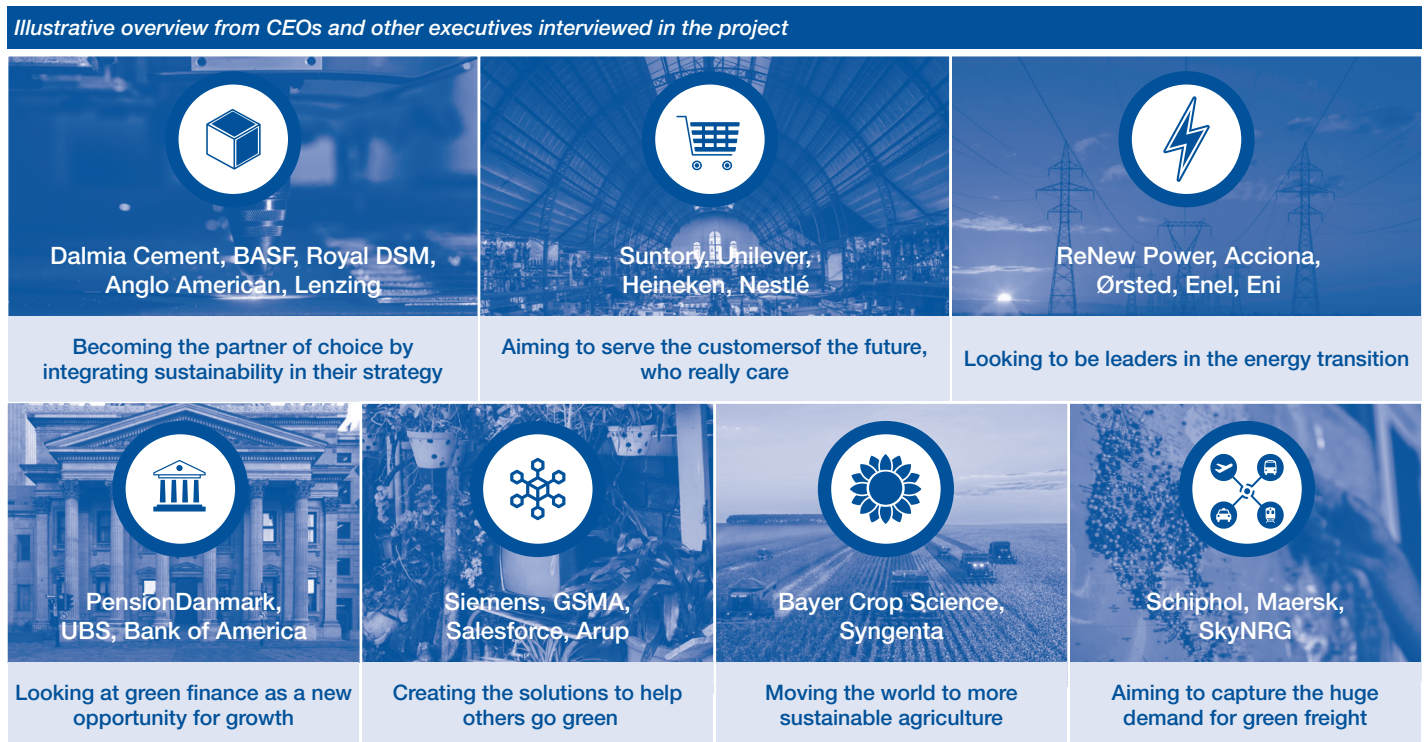 Illustrative overview from CEOs and other executives interviewed in the project
Dalmia Cement, BASF, Royal DSM,
Anglo American, Lenzing
Becoming the partner of choice by
integrating sustainability in their strategy
Suntory, Unilever,
Heineken, Nestlé
Aiming to serve the customersof the future,
who really care
ReNew Power, Acciona,
Ørsted, Enel, Eni
Looking to be leaders in the energy transition
PensionDanmark,
UBS, Bank of America
Looking at green finance as a new
opportunity for growth
Siemens, GSMA,
Salesforce, Arup
Creating the solutions to help
others go green
Bayer Crop Science,
Syngenta
Moving the world to more
sustainable agriculture
Schiphol, Maersk,
SkyNRG
Aiming to capture the huge
demand for green freight